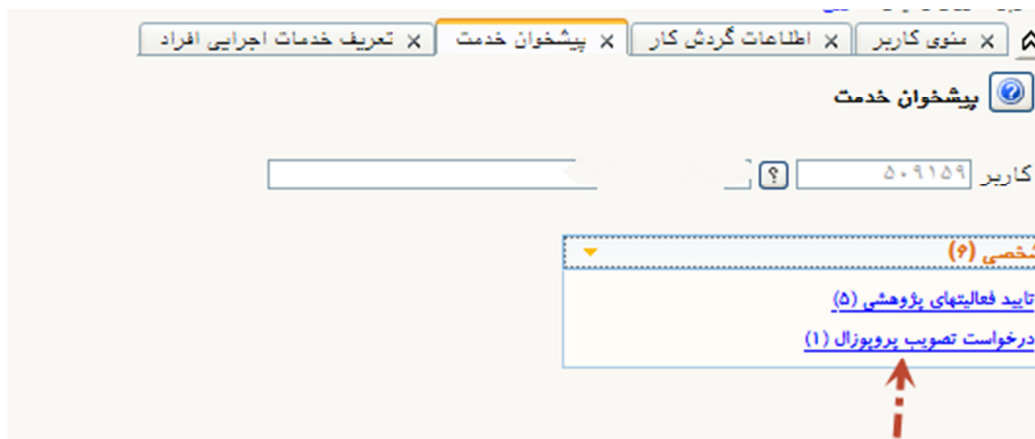 منوی کاربر × اطلاعات گردش کار × پیشخوان خدمت × تعریف خدمات اجرایی افراد ×
پیشخوان خدمت
کاربر ۵۰۹۱۵۹ ؟
شخصی (۶)
تایید فعالیتهای پژوهشی (۵)
درخواست تصویب پروپوزال (۱)